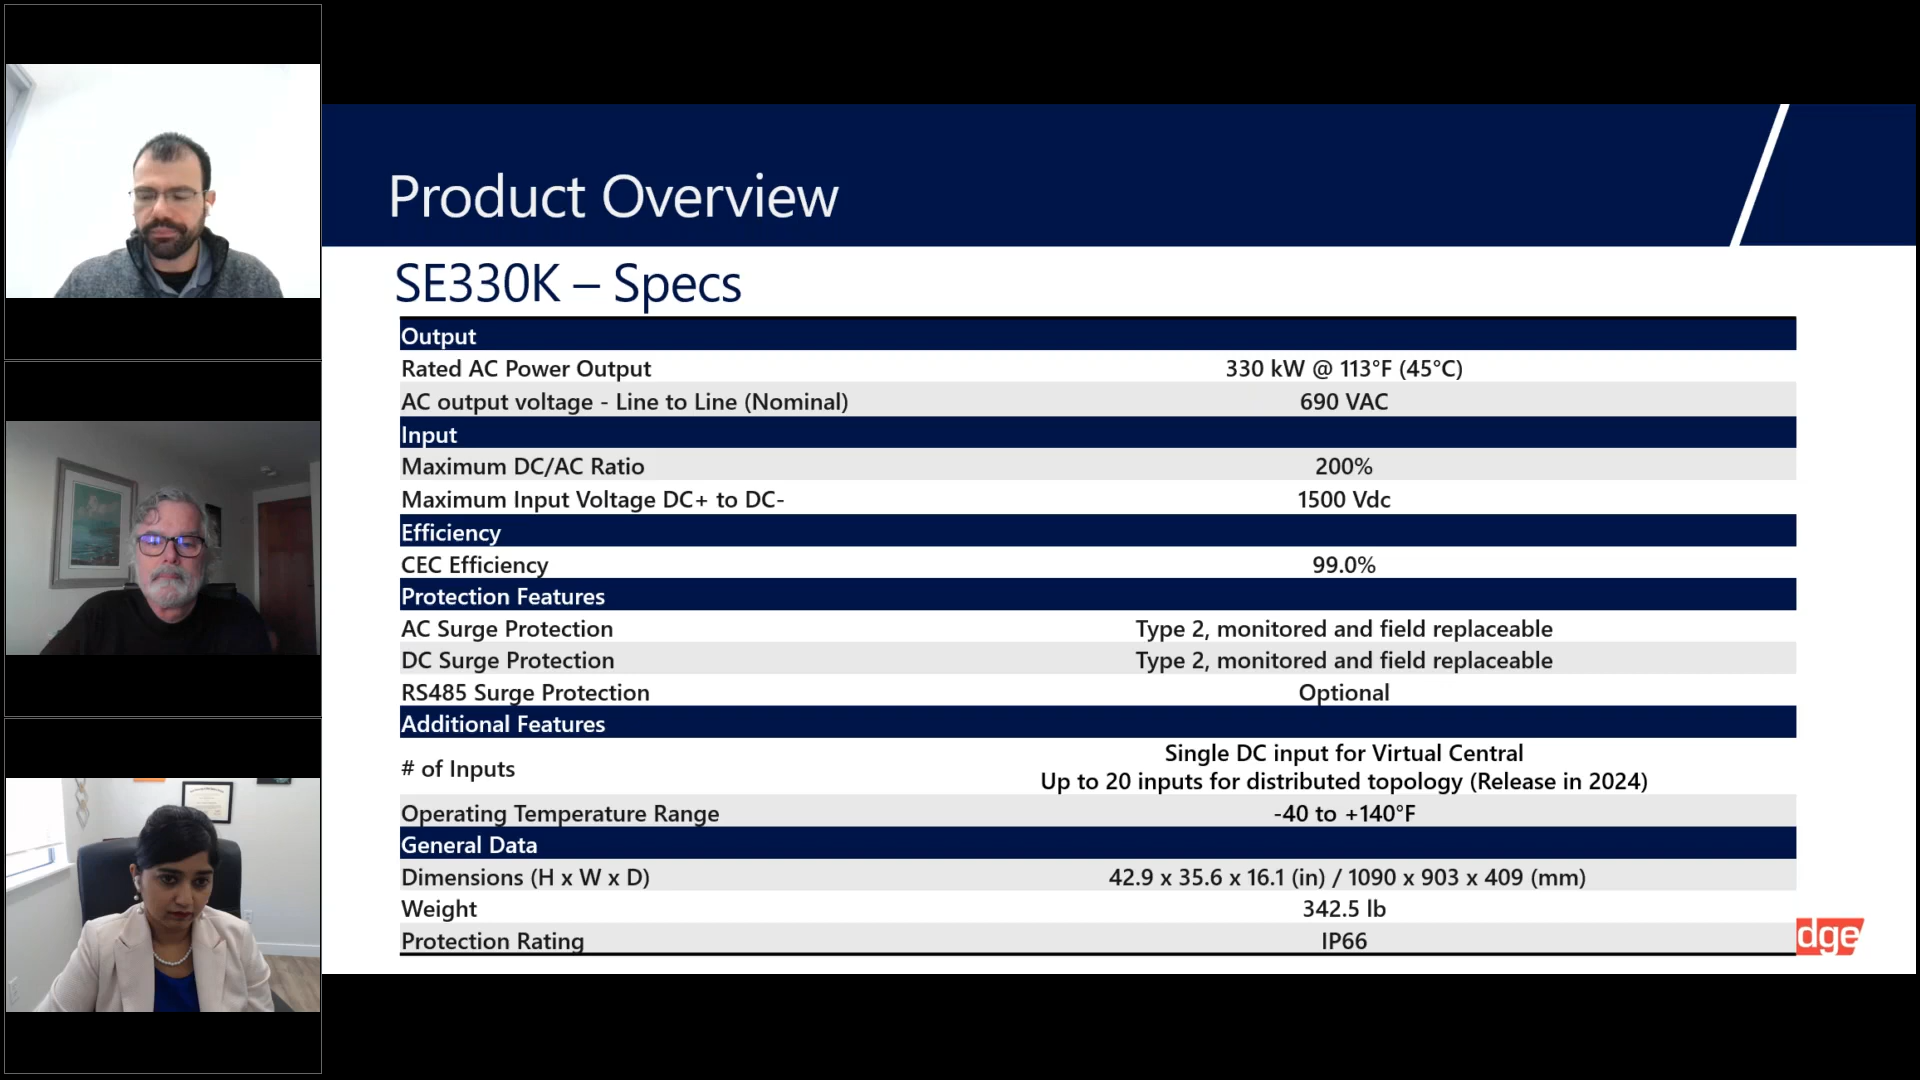 Product Overview
SE330K – Specs
Output
Rated AC Power Output 330 kW @ 113°F (45°C)
AC output voltage - Line to Line (Nominal) 690 VAC
Input
Maximum DC/AC Ratio 200%
Maximum Input Voltage DC+ to DC- 1500 Vdc
Efficiency
CEC Efficiency 99.0%
Protection Features
AC Surge Protection Type 2, monitored and field replaceable
DC Surge Protection Type 2, monitored and field replaceable
RS485 Surge Protection Optional
Additional Features
# of Inputs Single DC input for Virtual Central
Up to 20 inputs for distributed topology (Release in 2024)
Operating Temperature Range -40 to +140°F
General Data
Dimensions (H x W x D) 42.9 x 35.6 x 16.1 (in) / 1090 x 903 x 409 (mm)
Weight 342.5 lb
Protection Rating IP66
dge